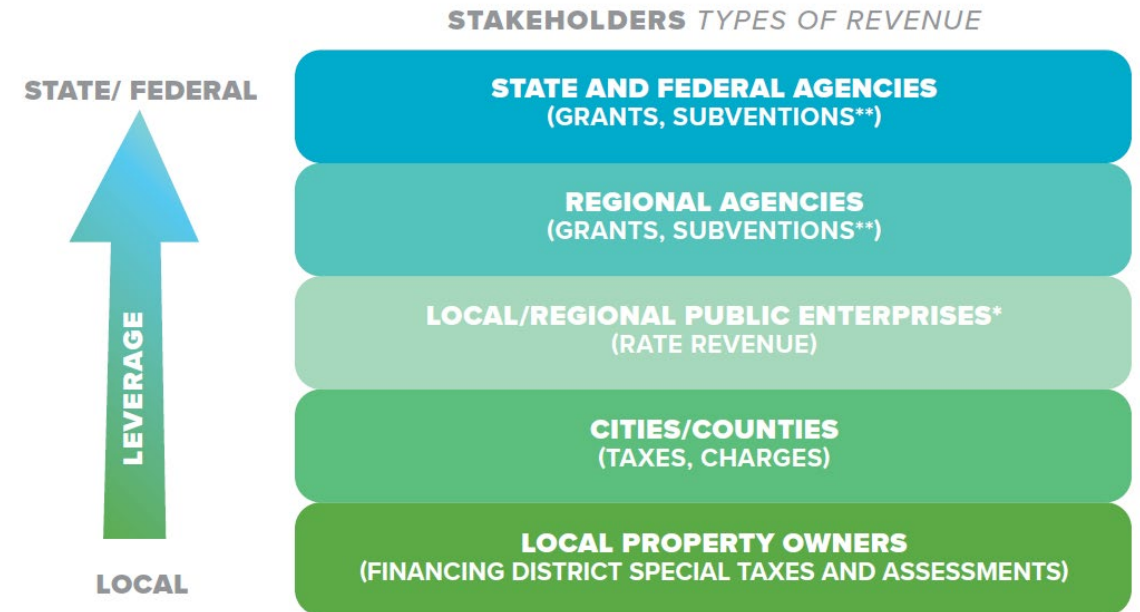 STAKEHOLDERS TYPES OF REVENUE
STATE/ FEDERAL
STATE AND FEDERAL AGENCIES
(GRANTS, SUBVENTIONS**)
REGIONAL AGENCIES
(GRANTS, SUBVENTIONS**)
LOCAL/REGIONAL PUBLIC ENTERPRISES*
(RATE REVENUE)
LEVERAGE
CITIES/COUNTIES
(TAXES, CHARGES)
LOCAL PROPERTY OWNERS
(FINANCING DISTRICT SPECIAL TAXES AND ASSESSMENTS)
LOCAL